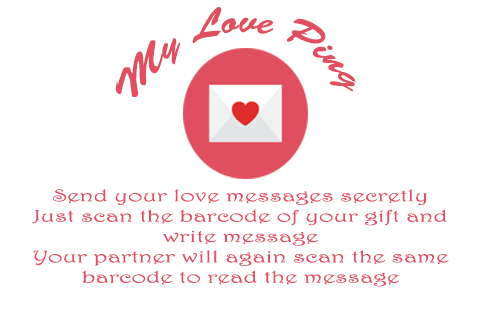 My Love Ping
Send your love messages secretly
Just scan the barcode of your gift and
write message
Your partner will again scan the same
barcode to read the message